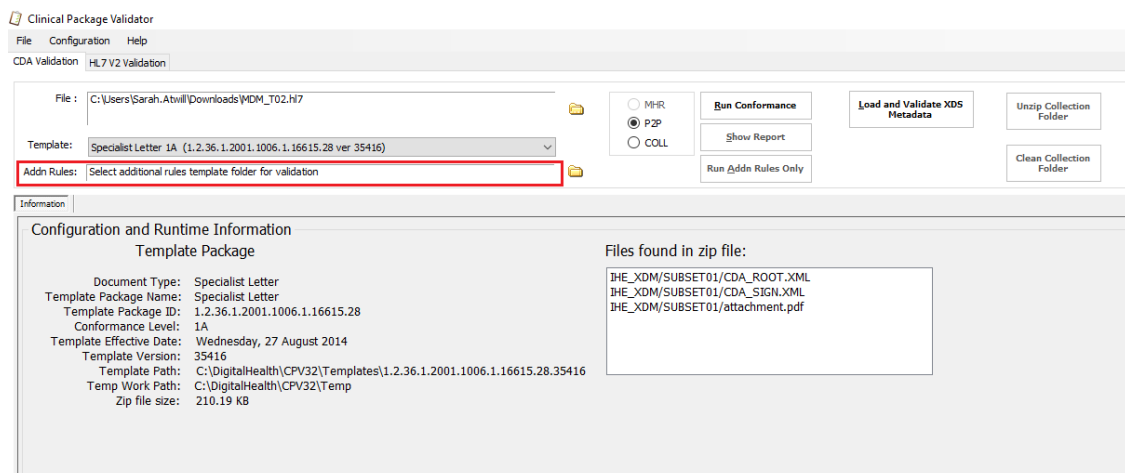 Clinical Package Validator
File Configuration Help
CDA Validation HL7 V2 Validation
File : C:\Users\Sarah.Atwill\Downloads\MDM_T02.hl7
MHR
P2P
COLL
Run Conformance
Show Report
Run Addn Rules Only
Load and Validate XDS
Metadata
Unzip Collection
Folder
Clean Collection
Folder
Template: Specialist Letter 1A (1.2.36.1.2001.1006.1.16615.28 ver 35416)
Addn Rules: Select additional rules template folder for validation
Information
Configuration and Runtime Information
Template Package
Document Type: Specialist Letter
Template Package Name: Specialist Letter
Template Package ID: 1.2.36.1.2001.1006.1.16615.28
Conformance Level: 1A
Template Effective Date: Wednesday, 27 August 2014
Template Version: 35416
Template Path: C:\DigitalHealth\CPV32\Templates\1.2.36.1.2001.1006.1.16615.28.35416
Temp Work Path: C:\DigitalHealth\CPV32\Temp
Zip file size: 210.19 KB
Files found in zip file:
IHE_XDM/SUBSET01/CDA_ROOT.XML
IHE_XDM/SUBSET01/CDA_SIGN.XML
IHE_XDM/SUBSET01/attachment.pdf